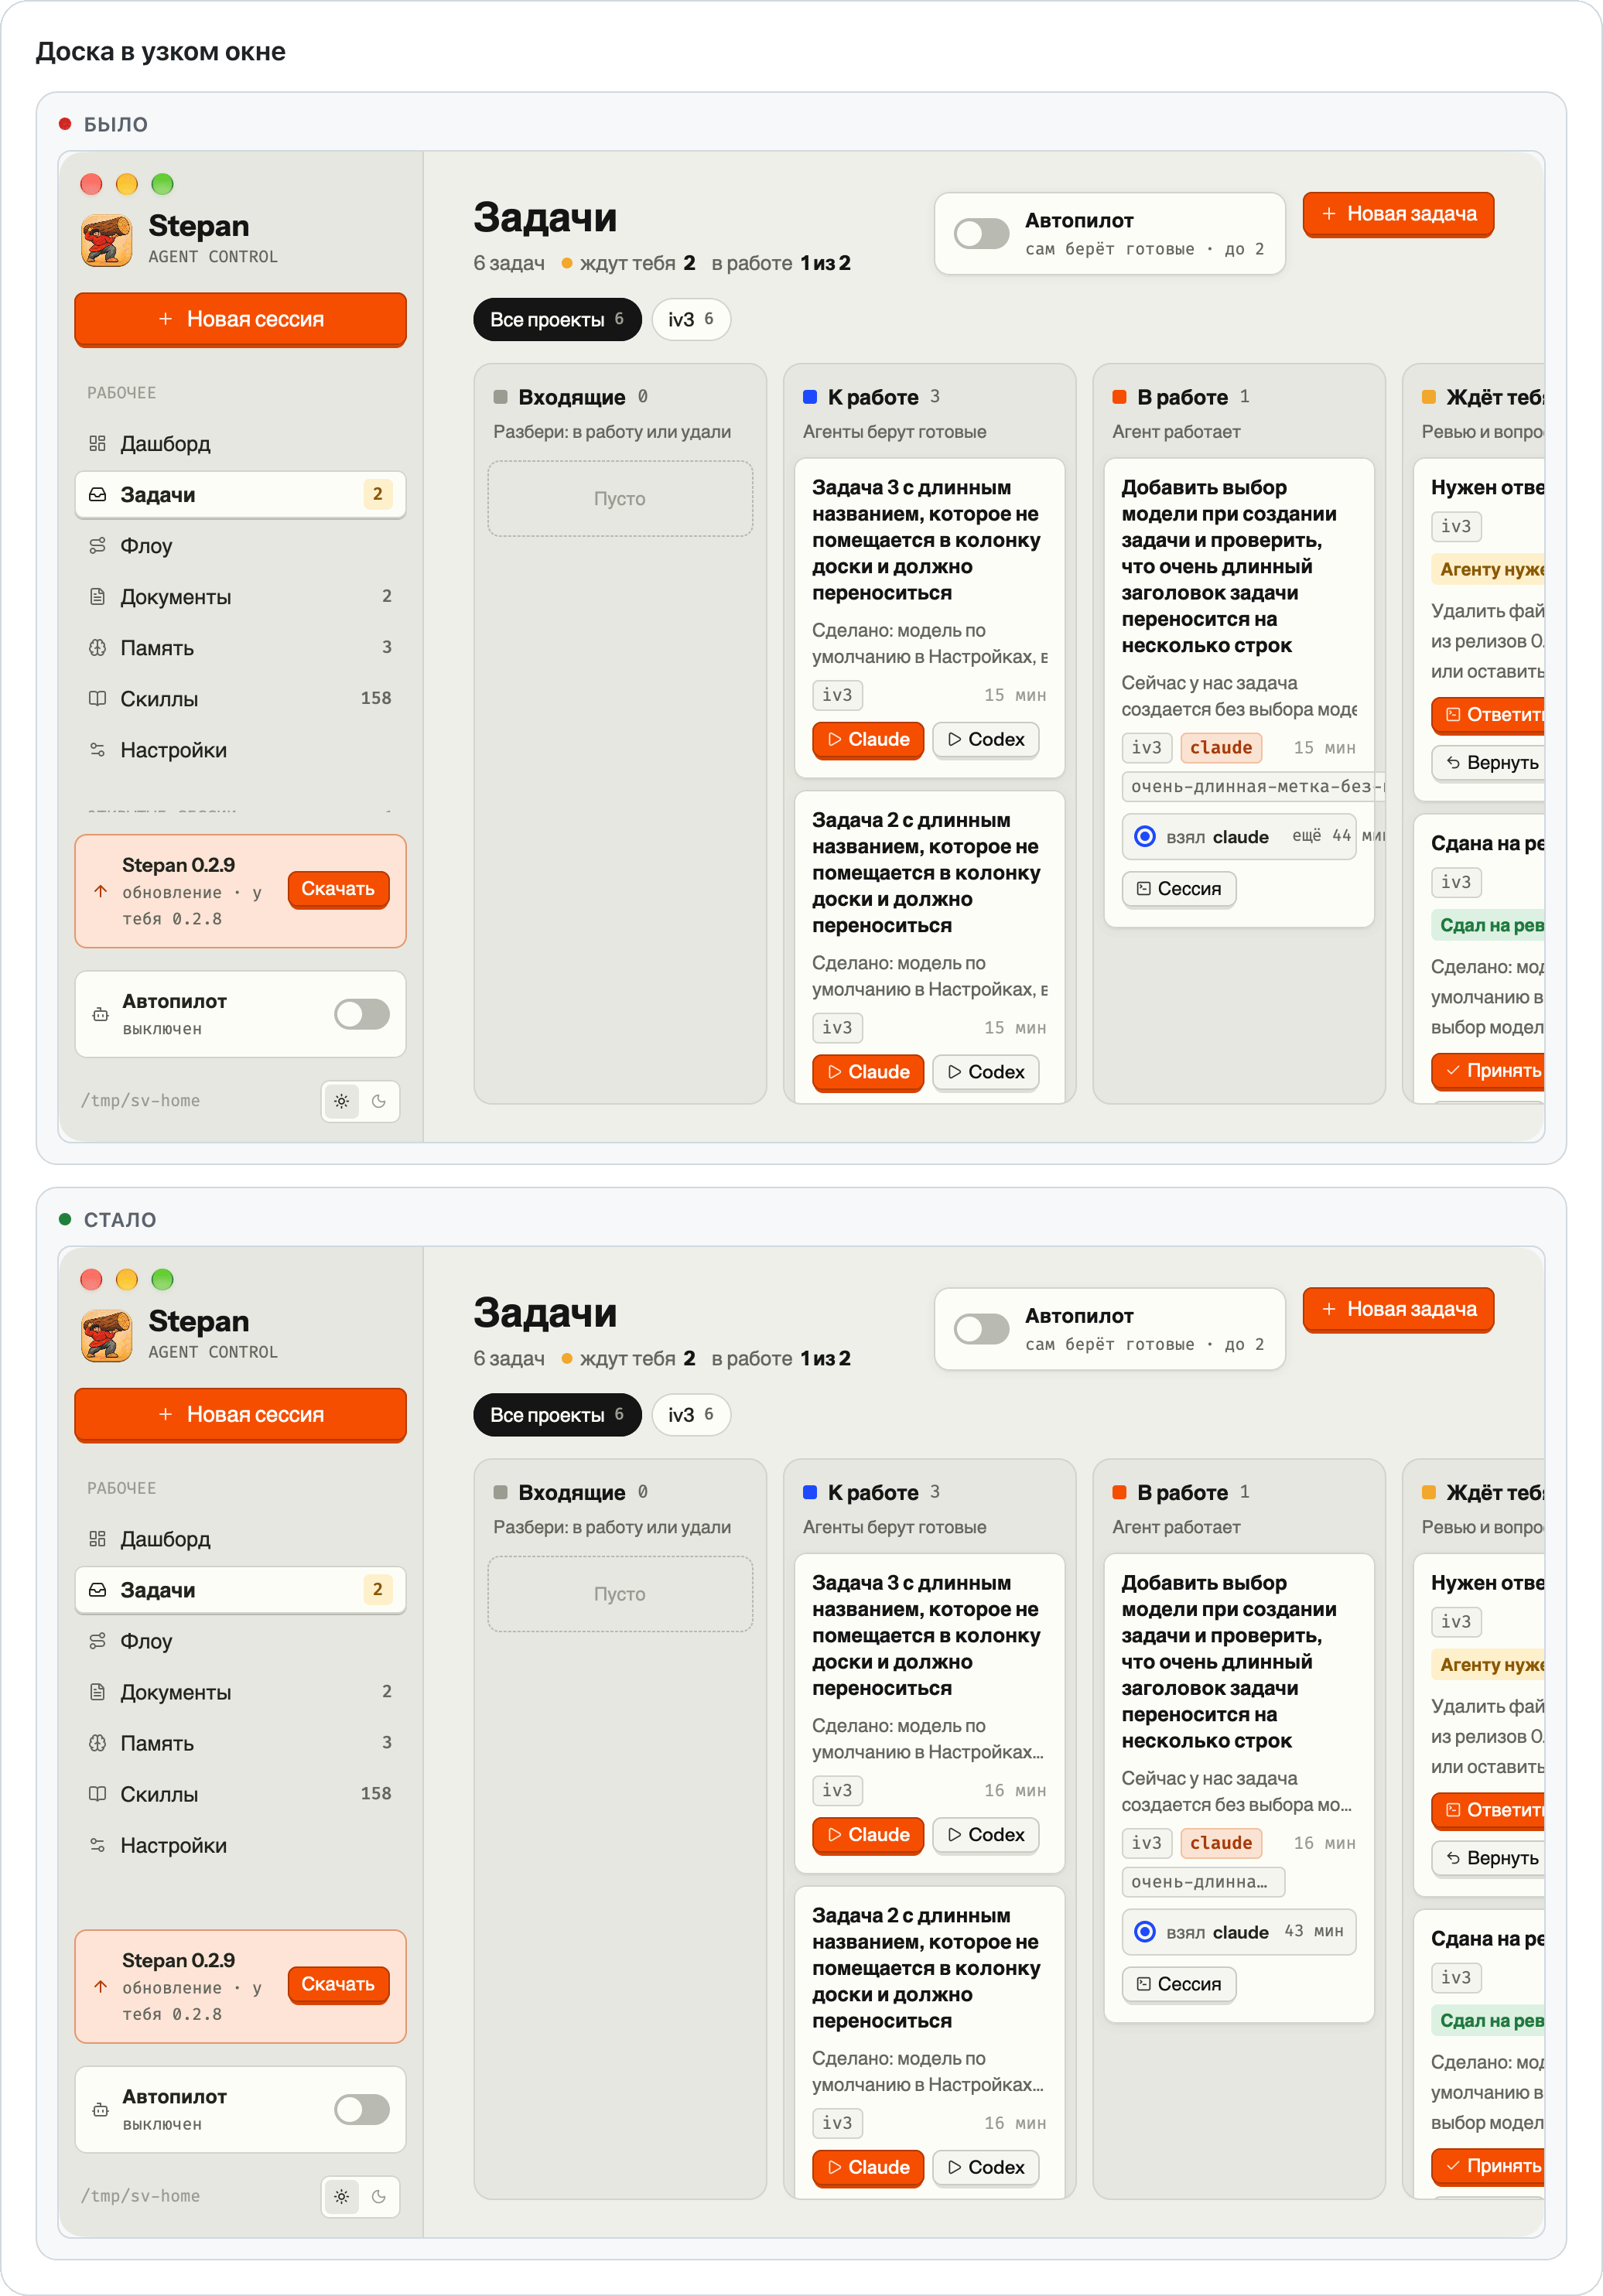 Доска в узком окне
БЫЛО
Stepan
AGENT CONTROL
+ Новая сессия
РАБОЧЕЕ
Дашборд
Задачи 2
Флоу
Документы 2
Память 3
Скиллы 158
Настройки
Stepan 0.2.9
обновление · у
тебя 0.2.8
Скачать
Автопилот
выключен
/tmp/sv-home
Задачи
6 задач ждут тебя 2 в работе 1 из 2
Автопилот
сам берёт готовые · до 2
+ Новая задача
Все проекты 6
iv3 6
Входящие 0
Разбери: в работу или удали
Пусто
К работе 3
Агенты берут готовые
Задача 3 с длинным
названием, которое не
помещается в колонку
доски и должно
переноситься
Сделано: модель по
умолчанию в Настройках, в
iv3 15 мин
Claude Codex
Задача 2 с длинным
названием, которое не
помещается в колонку
доски и должно
переноситься
Сделано: модель по
умолчанию в Настройках, в
iv3 15 мин
Claude Codex
В работе 1
Агент работает
Добавить выбор
модели при создании
задачи и проверить,
что очень длинный
заголовок задачи
переносится на
несколько строк
Сейчас у нас задача
создается без выбора моде
iv3 claude 15 мин
очень-длинная-метка-без-
взял claude ещё 44 мин
Сессия
Ждёт тебя
Ревью и вопро
Нужен отве
iv3
Агенту нуже
Удалить фай
из релизов 0.
или оставить
Ответить
Вернуть
Сдана на ре
iv3
Сдал на рев
Сделано: мод
умолчанию в
выбор модел
Принять
СТАЛО
Stepan
AGENT CONTROL
+ Новая сессия
РАБОЧЕЕ
Дашборд
Задачи 2
Флоу
Документы 2
Память 3
Скиллы 158
Настройки
Stepan 0.2.9
обновление · у
тебя 0.2.8
Скачать
Автопилот
выключен
/tmp/sv-home
Задачи
6 задач ждут тебя 2 в работе 1 из 2
Автопилот
сам берёт готовые · до 2
+ Новая задача
Все проекты 6
iv3 6
Входящие 0
Разбери: в работу или удали
Пусто
К работе 3
Агенты берут готовые
Задача 3 с длинным
названием, которое не
помещается в колонку
доски и должно
переноситься
Сделано: модель по
умолчанию в Настройках...
iv3 16 мин
Claude Codex
Задача 2 с длинным
названием, которое не
помещается в колонку
доски и должно
переноситься
Сделано: модель по
умолчанию в Настройках...
iv3 16 мин
Claude Codex
В работе 1
Агент работает
Добавить выбор
модели при создании
задачи и проверить,
что очень длинный
заголовок задачи
переносится на
несколько строк
Сейчас у нас задача
создается без выбора мо...
iv3 claude 16 мин
очень-длинна...
взял claude 43 мин
Сессия
Ждёт тебя
Ревью и вопро
Нужен отве
iv3
Агенту нуже
Удалить фай
из релизов 0.
или оставить
Ответить
Вернуть
Сдана на ре
iv3
Сдал на рев
Сделано: мод
умолчанию в
выбор модел
Принять